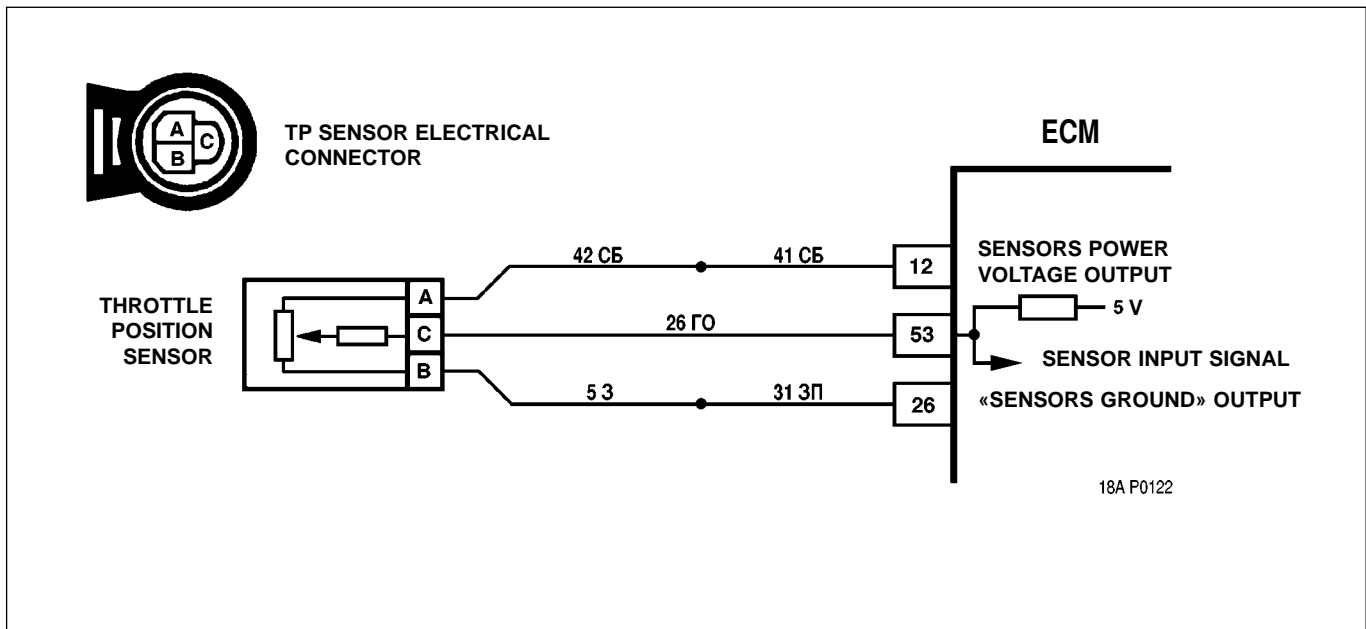 A
B
C
TP SENSOR ELECTRICAL
CONNECTOR
ECM
42 СБ
41 СБ
12
SENSORS POWER
VOLTAGE OUTPUT
THROTTLE
POSITION
SENSOR
A
C
B
26 ГО
53
5 V
SENSOR INPUT SIGNAL
5 З
31 ЗП
26
«SENSORS GROUND» OUTPUT
18A P0122